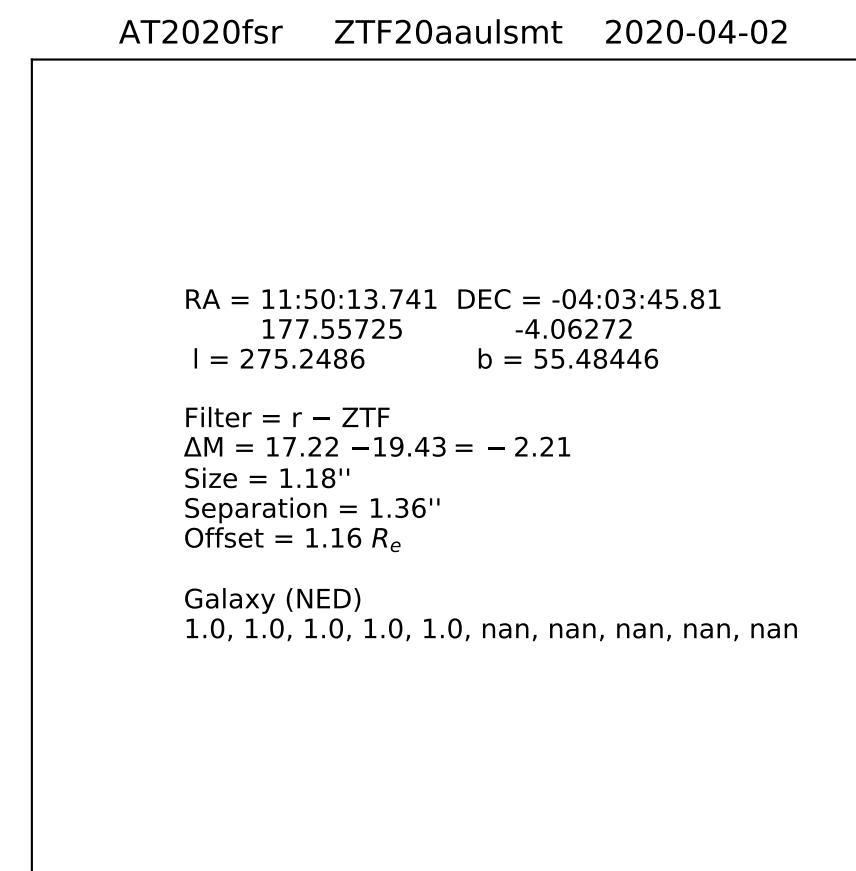 AT2020fsr ZTF20aaulsmt 2020-04-02
RA = 11:50:13.741 DEC = -04:03:45.81
177.55725 -4.06272
l = 275.2486 b = 55.48446
Filter = r − ZTF
ΔM = 17.22 −19.43 = − 2.21
Size = 1.18''
Separation = 1.36''
Offset = 1.16 Rₑ
Galaxy (NED)
1.0, 1.0, 1.0, 1.0, 1.0, nan, nan, nan, nan, nan